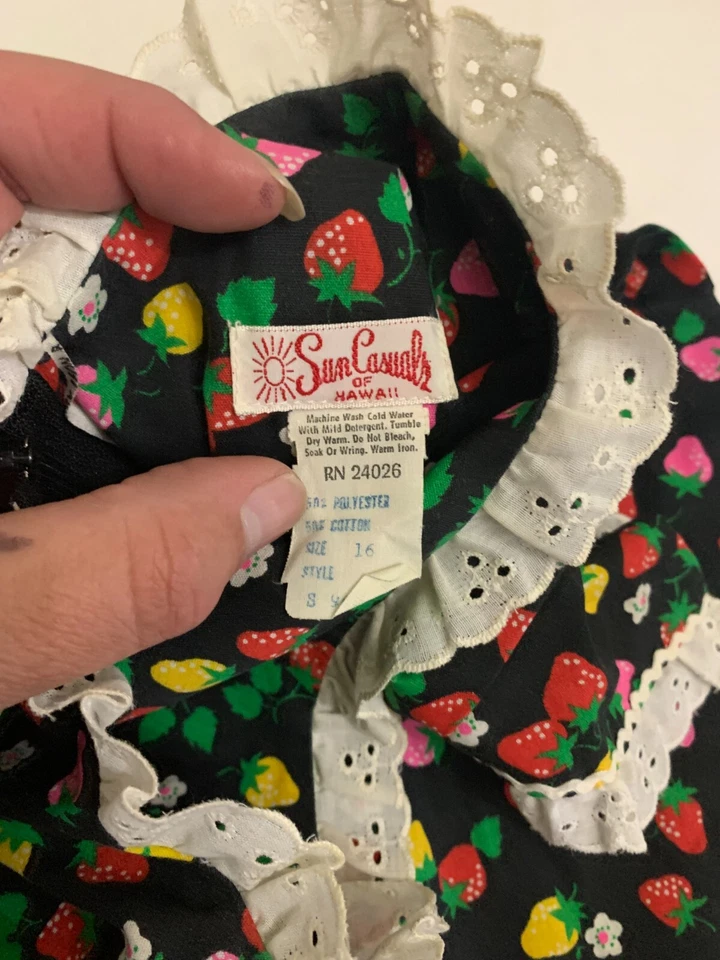 Sun Casuals
OF
HAWAII
Machine Wash Cold Water
With Mild Detergent. Tumble
Dry Warm. Do Not Bleach,
Soak Or Wring. Warm Iron.
RN 24026
50% POLYESTER
50% COTTON
SIZE 16
STYLE
S